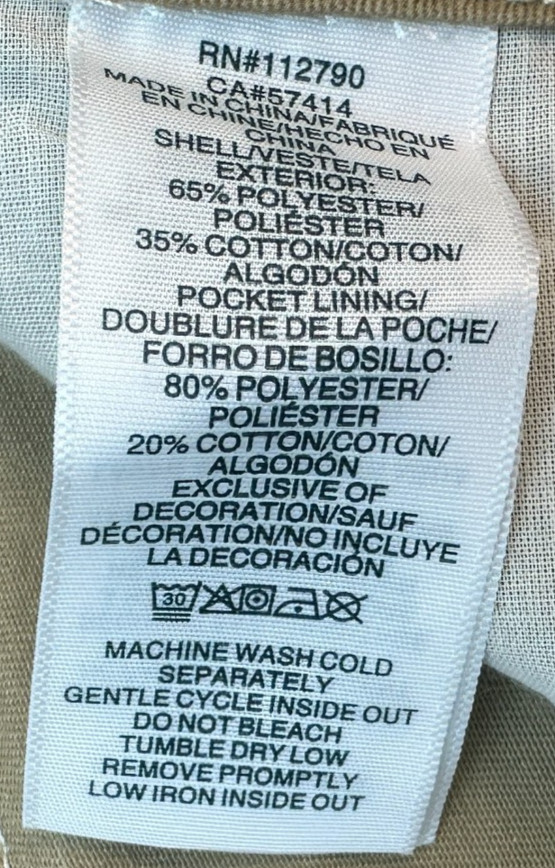 RN#112790
CA#57414
MADE IN CHINA/FABRIQUÉ
EN CHINE/HECHO EN
CHINA
SHELL/VESTE/TELA
EXTERIOR:
65% POLYESTER/
POLIÉSTER
35% COTTON/COTON/
ALGODÓN
POCKET LINING/
DOUBLURE DE LA POCHE/
FORRO DE BOSILLO:
80% POLYESTER/
POLIÉSTER
20% COTTON/COTON/
ALGODÓN
EXCLUSIVE OF
DECORATION/SAUF
DÉCORATION/NO INCLUYE
LA DECORACIÓN
30
MACHINE WASH COLD
SEPARATELY
GENTLE CYCLE INSIDE OUT
DO NOT BLEACH
TUMBLE DRY LOW
REMOVE PROMPTLY
LOW IRON INSIDE OUT